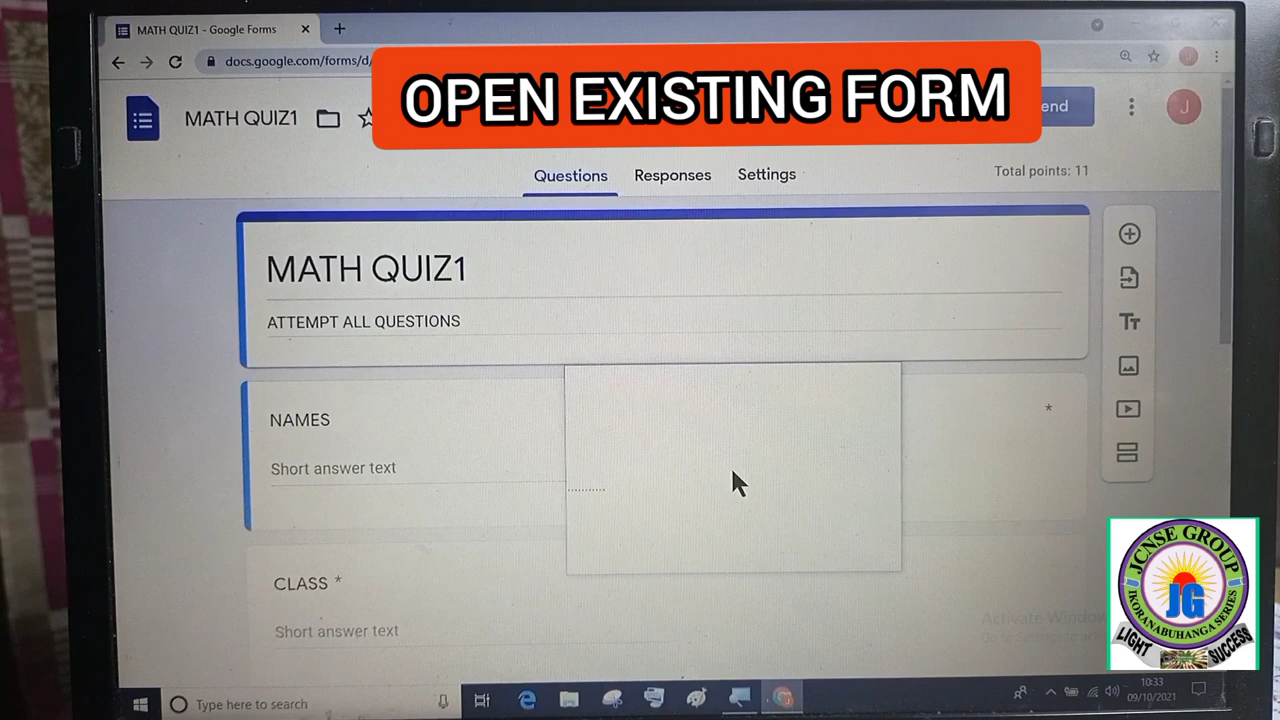 MATH QUIZ1 - Google Forms
docs.google.com/forms/d/
OPEN EXISTING FORM
MATH QUIZ1
end
J
Questions Responses Settings
Total points: 11
MATH QUIZ1
ATTEMPT ALL QUESTIONS
NAMES
*
Short answer text
CLASS *
Short answer text
Activate Window
JCNSE GROUP
JG
IKORANABUHANGA SERIES
LIGHT SUCCESS
Type here to search
10:33
09/10/2021